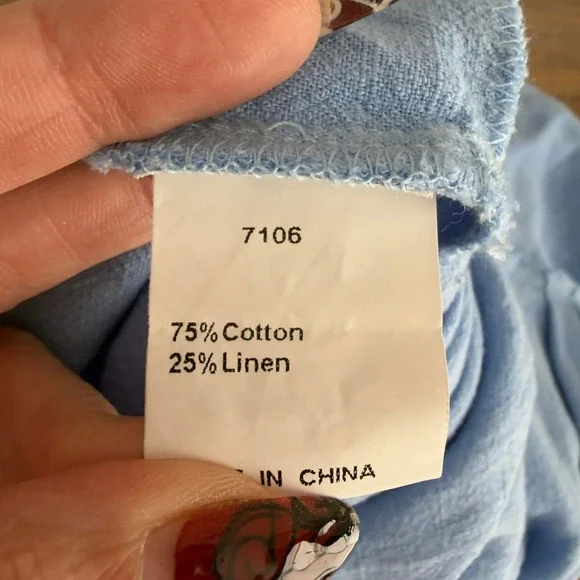 7106
75% Cotton
25% Linen
IN CHINA